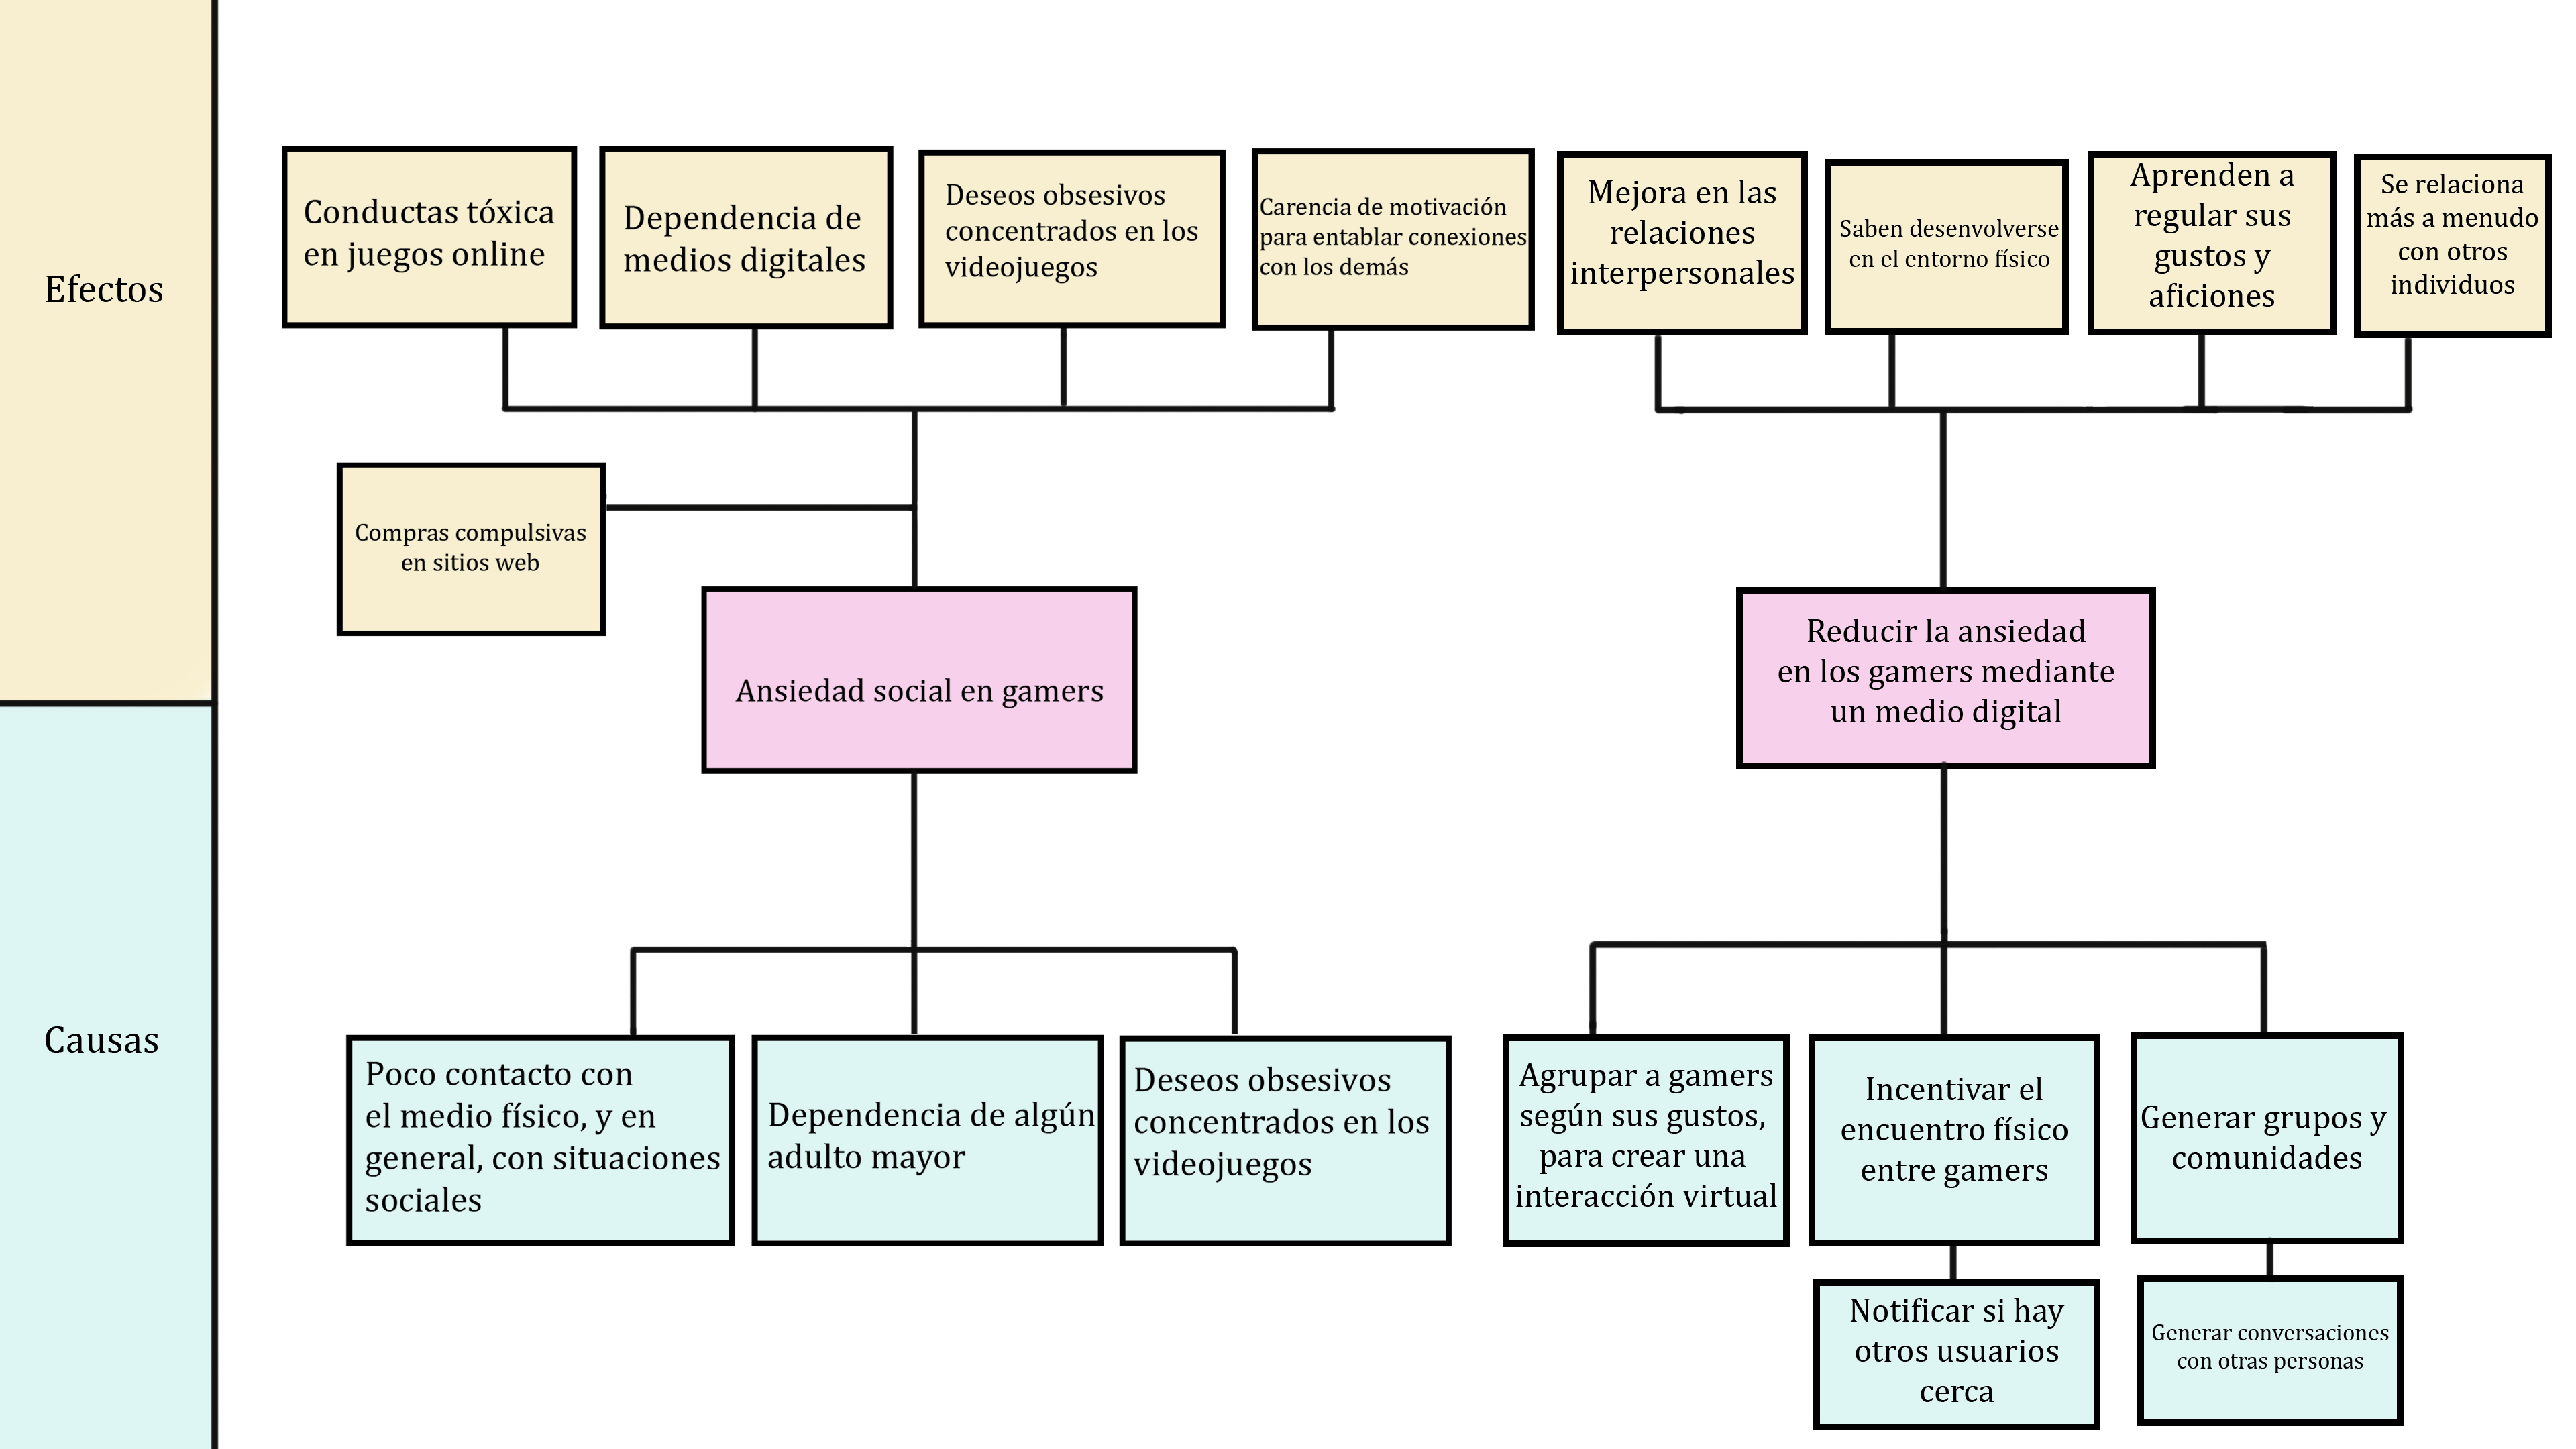 Efectos
Conductas tóxica
en juegos online
Dependencia de
medios digitales
Deseos obsesivos
concentrados en los
videojuegos
Carencia de motivación
para entablar conexiones
con los demás
Mejora en las
relaciones
interpersonales
Saben desenvolverse
en el entorno físico
Aprenden a
regular sus
gustos y
aficiones
Se relaciona
más a menudo
con otros
individuos
Compras compulsivas
en sitios web
Ansiedad social en gamers
Reducir la ansiedad
en los gamers mediante
un medio digital
Causas
Poco contacto con
el medio físico, y en
general, con situaciones
sociales
Dependencia de algún
adulto mayor
Deseos obsesivos
concentrados en los
videojuegos
Agrupar a gamers
según sus gustos,
para crear una
interacción virtual
Incentivar el
encuentro físico
entre gamers
Generar grupos y
comunidades
Notificar si hay
otros usuarios
cerca
Generar conversaciones
con otras personas